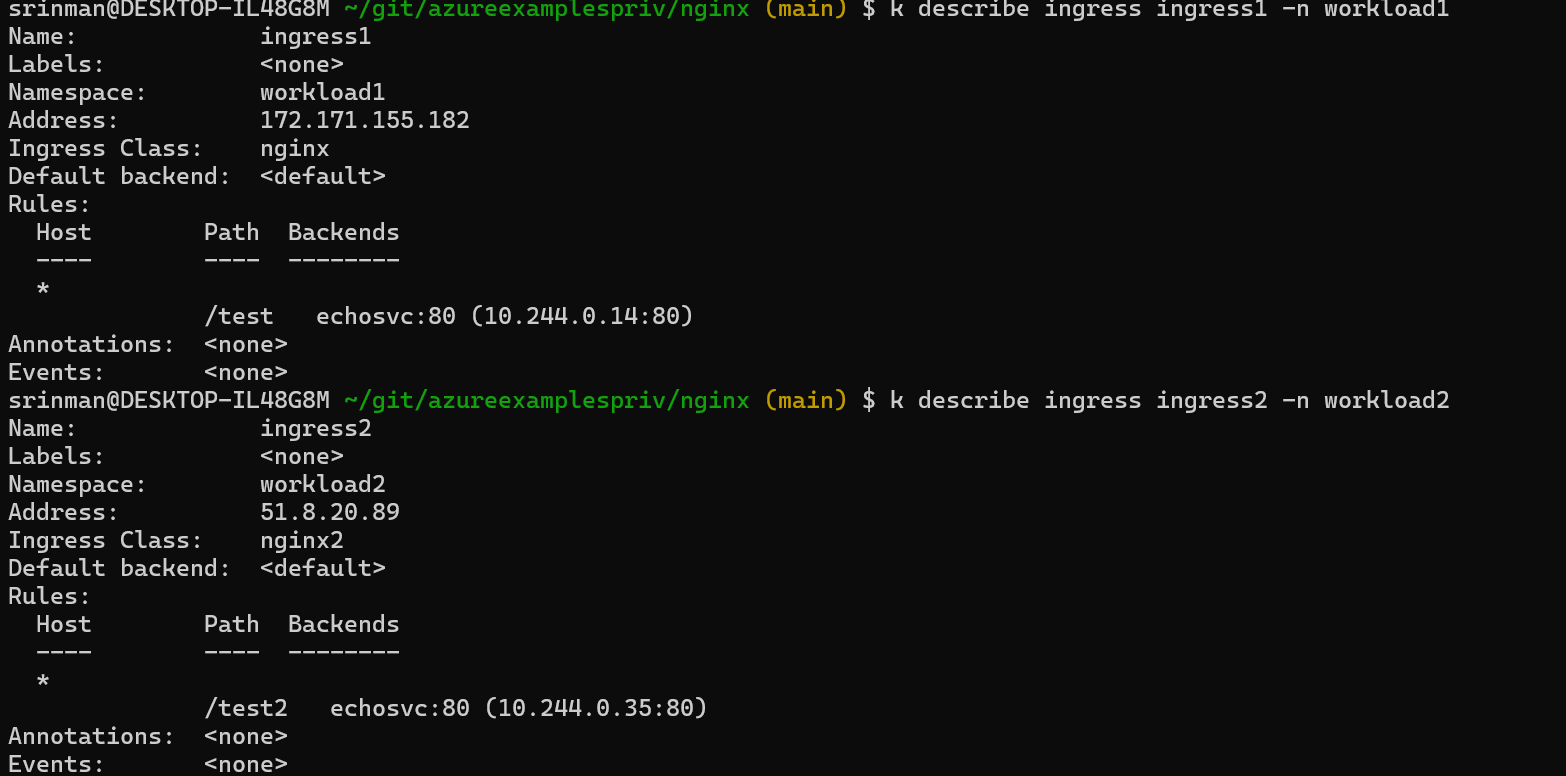 srinman@DESKTOP-IL48G8M ~/git/azureexamplespriv/nginx (main) $ k describe ingress ingress1 -n workload1
Name:             ingress1
Labels:           <none>
Namespace:        workload1
Address:          172.171.155.182
Ingress Class:    nginx
Default backend:  <default>
Rules:
  Host        Path  Backends
  ----        ----  --------
  *
              /test   echosvc:80 (10.244.0.14:80)
Annotations:  <none>
Events:       <none>
srinman@DESKTOP-IL48G8M ~/git/azureexamplespriv/nginx (main) $ k describe ingress ingress2 -n workload2
Name:             ingress2
Labels:           <none>
Namespace:        workload2
Address:          51.8.20.89
Ingress Class:    nginx2
Default backend:  <default>
Rules:
  Host        Path  Backends
  ----        ----  --------
  *
              /test2   echosvc:80 (10.244.0.35:80)
Annotations:  <none>
Events:       <none>